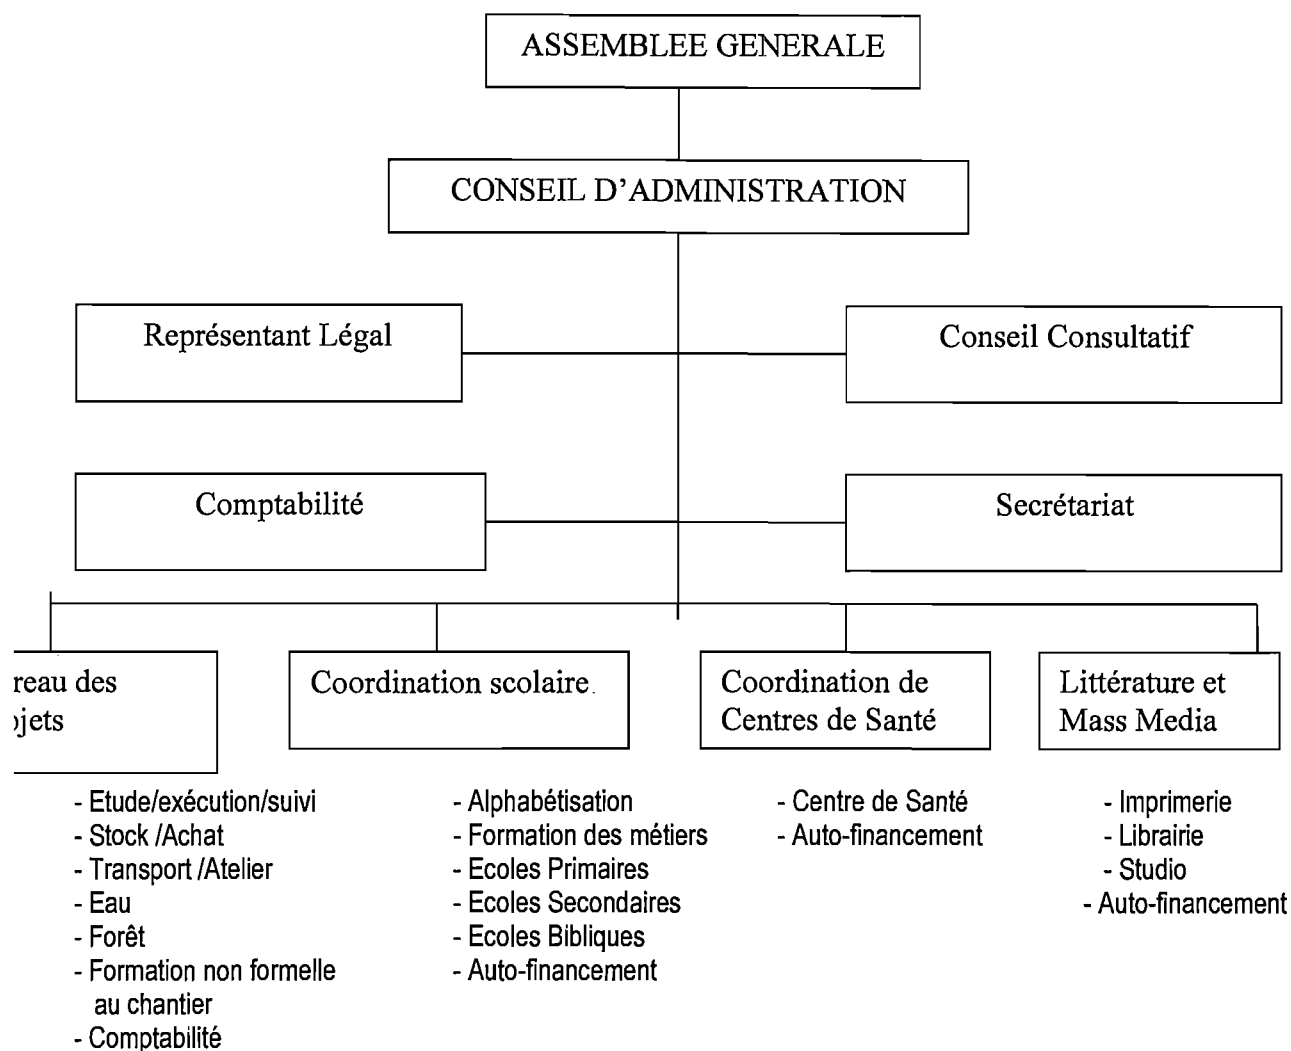 ASSEMBLEE GENERALE
CONSEIL D'ADMINISTRATION
Représentant Légal
Conseil Consultatif
Comptabilité
Secrétariat
reau des
jets
Coordination scolaire
Coordination de
Centres de Santé
Littérature et
Mass Media
- Etude/exécution/suivi
- Stock /Achat
- Transport /Atelier
- Eau
- Forêt
- Formation non formelle
au chantier
- Comptabilité
- Alphabétisation
- Formation des métiers
- Ecoles Primaires
- Ecoles Secondaires
- Ecoles Bibliques
- Auto-financement
- Centre de Santé
- Auto-financement
- Imprimerie
- Librairie
- Studio
- Auto-financement